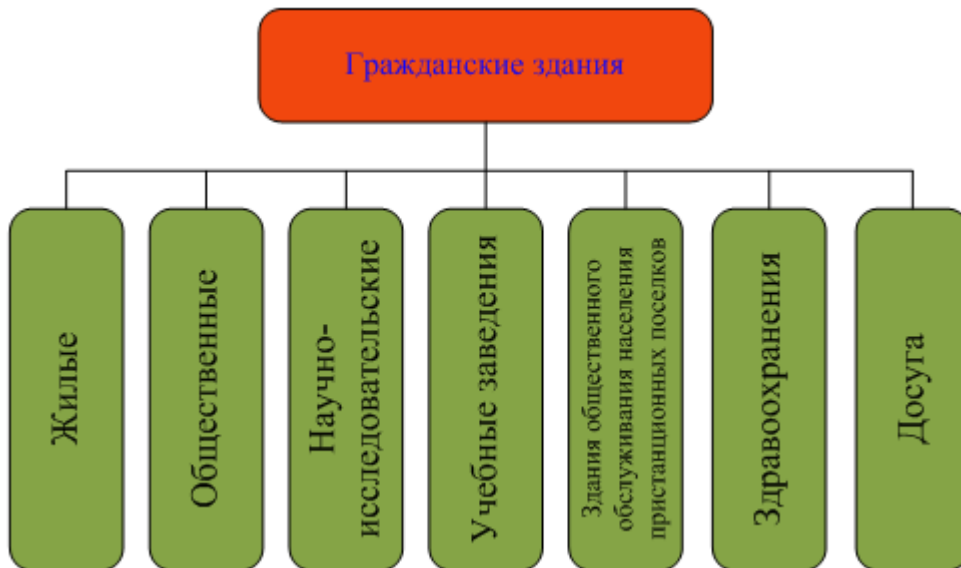 Гражданские здания
Жилые
Общественные
Научно-
исследовательские
Учебные заведения
Здания общественного
обслуживания населения
пристанционных поселков
Здравоохранения
Досуга